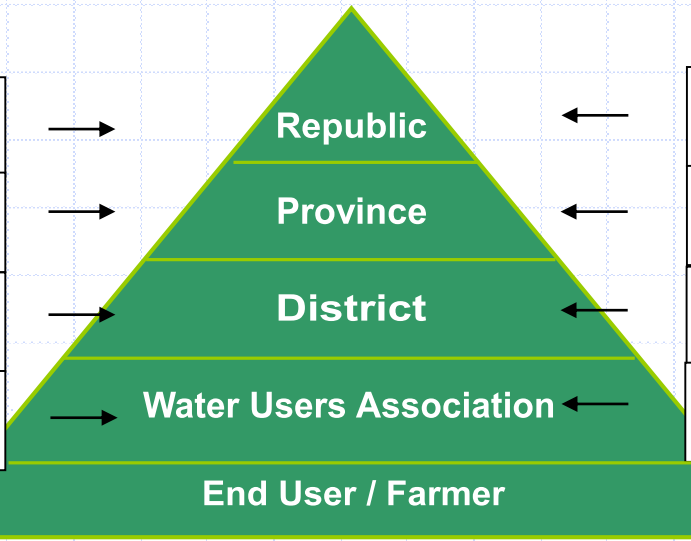 Republic
Province
District
Water Users Association
End User / Farmer